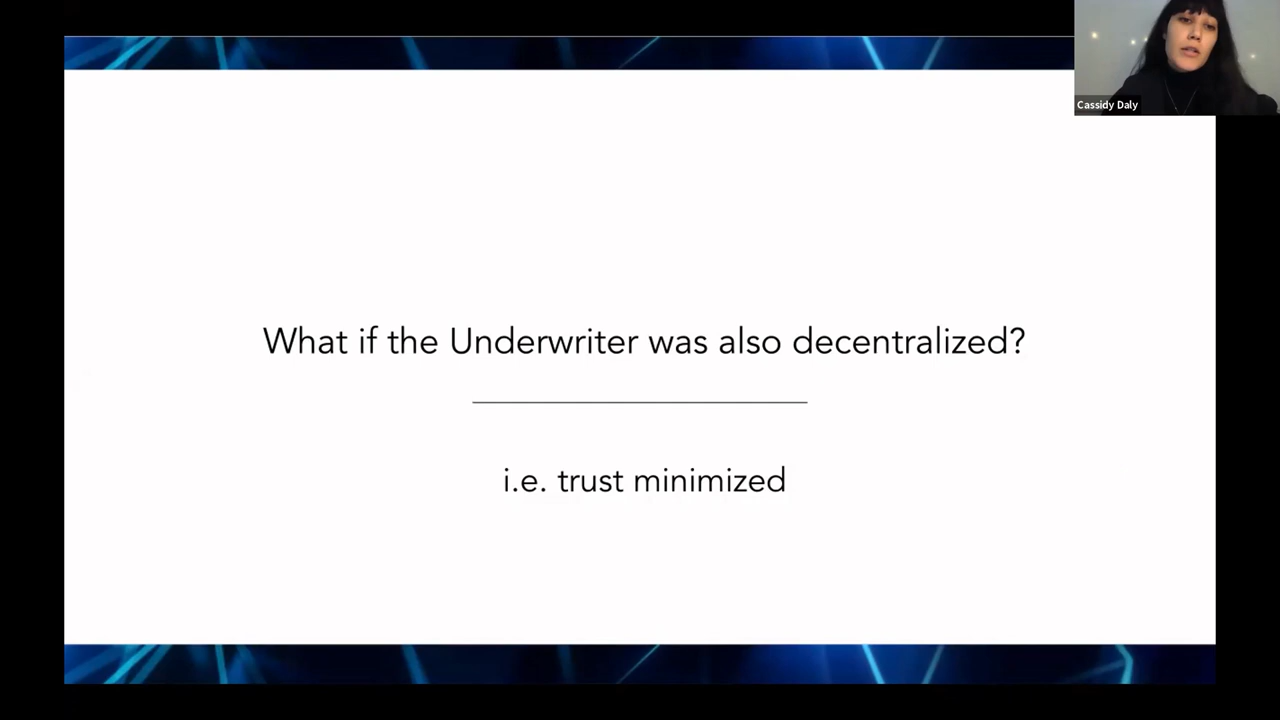 Cassidy Daly
What if the Underwriter was also decentralized?
i.e. trust minimized